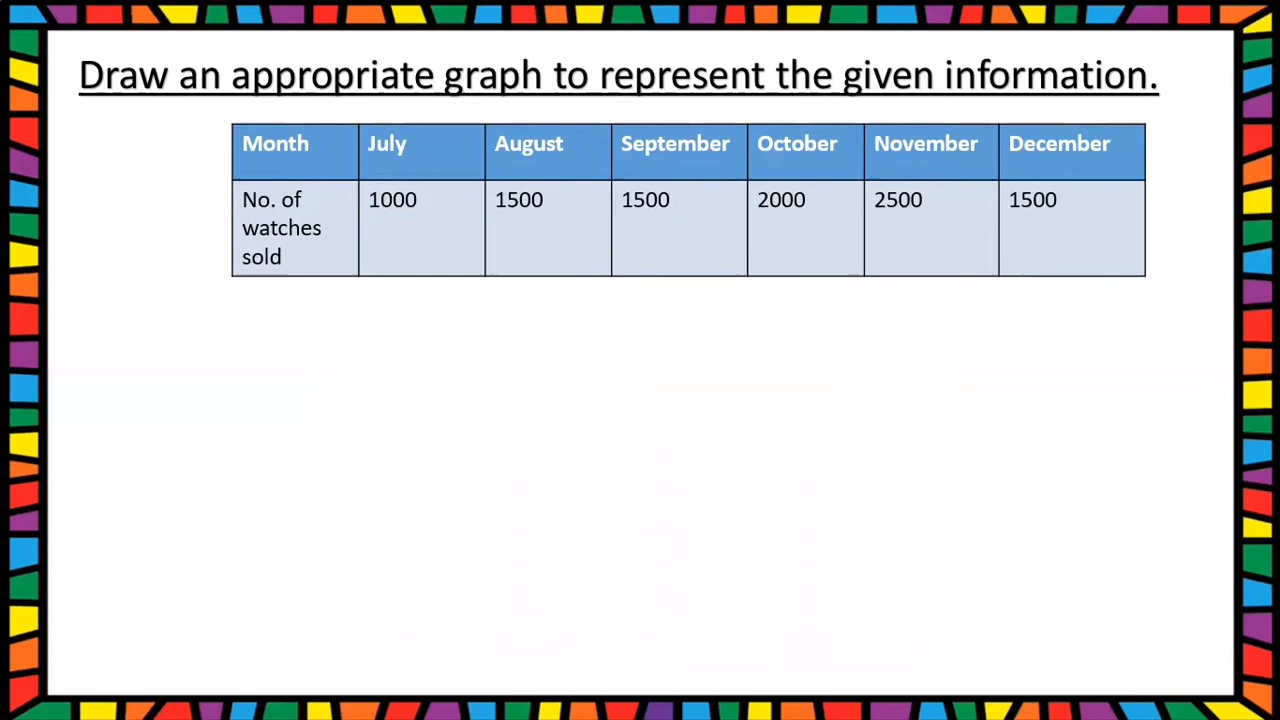 Draw an appropriate graph to represent the given information.
Month July August September October November December
No. of watches sold 1000 1500 1500 2000 2500 1500